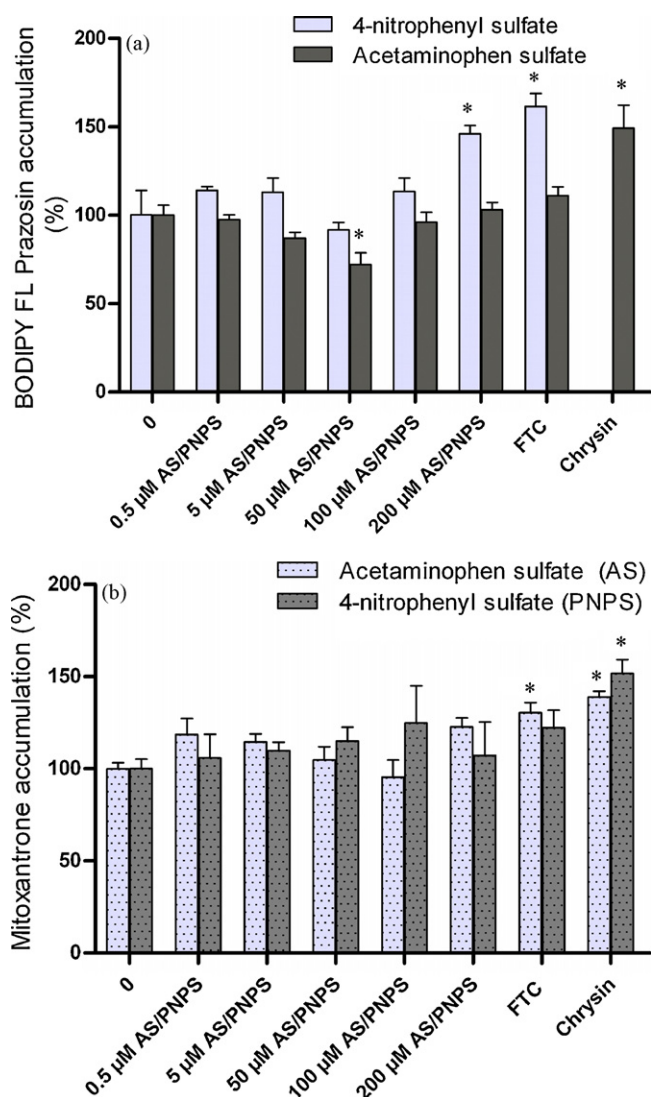 (a)
4-nitrophenyl sulfate
Acetaminophen sulfate
BODIPY FL Prazosin accumulation
(%)
200
150
100
50
0
*
*
*
*
0
0.5 µM AS/PNPS
5 µM AS/PNPS
50 µM AS/PNPS
100 µM AS/PNPS
200 µM AS/PNPS
FTC
Chrysin
(b)
Acetaminophen sulfate (AS)
4-nitrophenyl sulfate (PNPS)
Mitoxantrone accumulation (%)
200
150
100
50
0
*
*
*
0
0.5 µM AS/PNPS
5 µM AS/PNPS
50 µM AS/PNPS
100 µM AS/PNPS
200 µM AS/PNPS
FTC
Chrysin